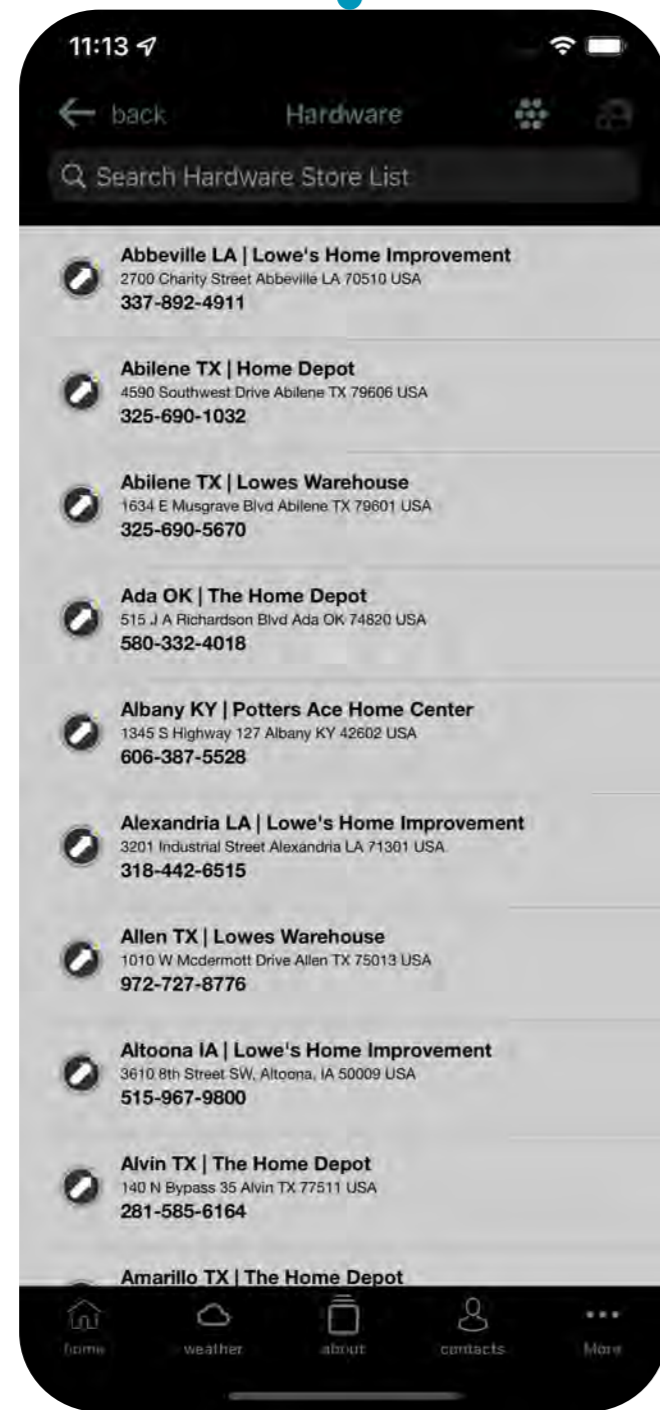 11:13
back
Hardware
Search Hardware Store List
Abbeville LA | Lowe's Home Improvement
2700 Charity Street Abbeville LA 70510 USA
337-892-4911
Abilene TX | Home Depot
4590 Southwest Drive Abilene TX 79606 USA
325-690-1032
Abilene TX | Lowes Warehouse
1634 E Musgrave Blvd Abilene TX 79601 USA
325-690-5670
Ada OK | The Home Depot
515 J A Richardson Blvd Ada OK 74820 USA
580-332-4018
Albany KY | Potters Ace Home Center
1345 S Highway 127 Albany KY 42602 USA
606-387-5528
Alexandria LA | Lowe's Home Improvement
3201 Industrial Street Alexandria LA 71301 USA
318-442-6515
Allen TX | Lowes Warehouse
1010 W Mcdermott Drive Allen TX 75013 USA
972-727-8776
Altoona IA | Lowe's Home Improvement
3610 8th Street SW, Altoona, IA 50009 USA
515-967-9800
Alvin TX | The Home Depot
140 N Bypass 35 Alvin TX 77511 USA
281-585-6164
Amarillo TX | The Home Depot
home weather about contacts More